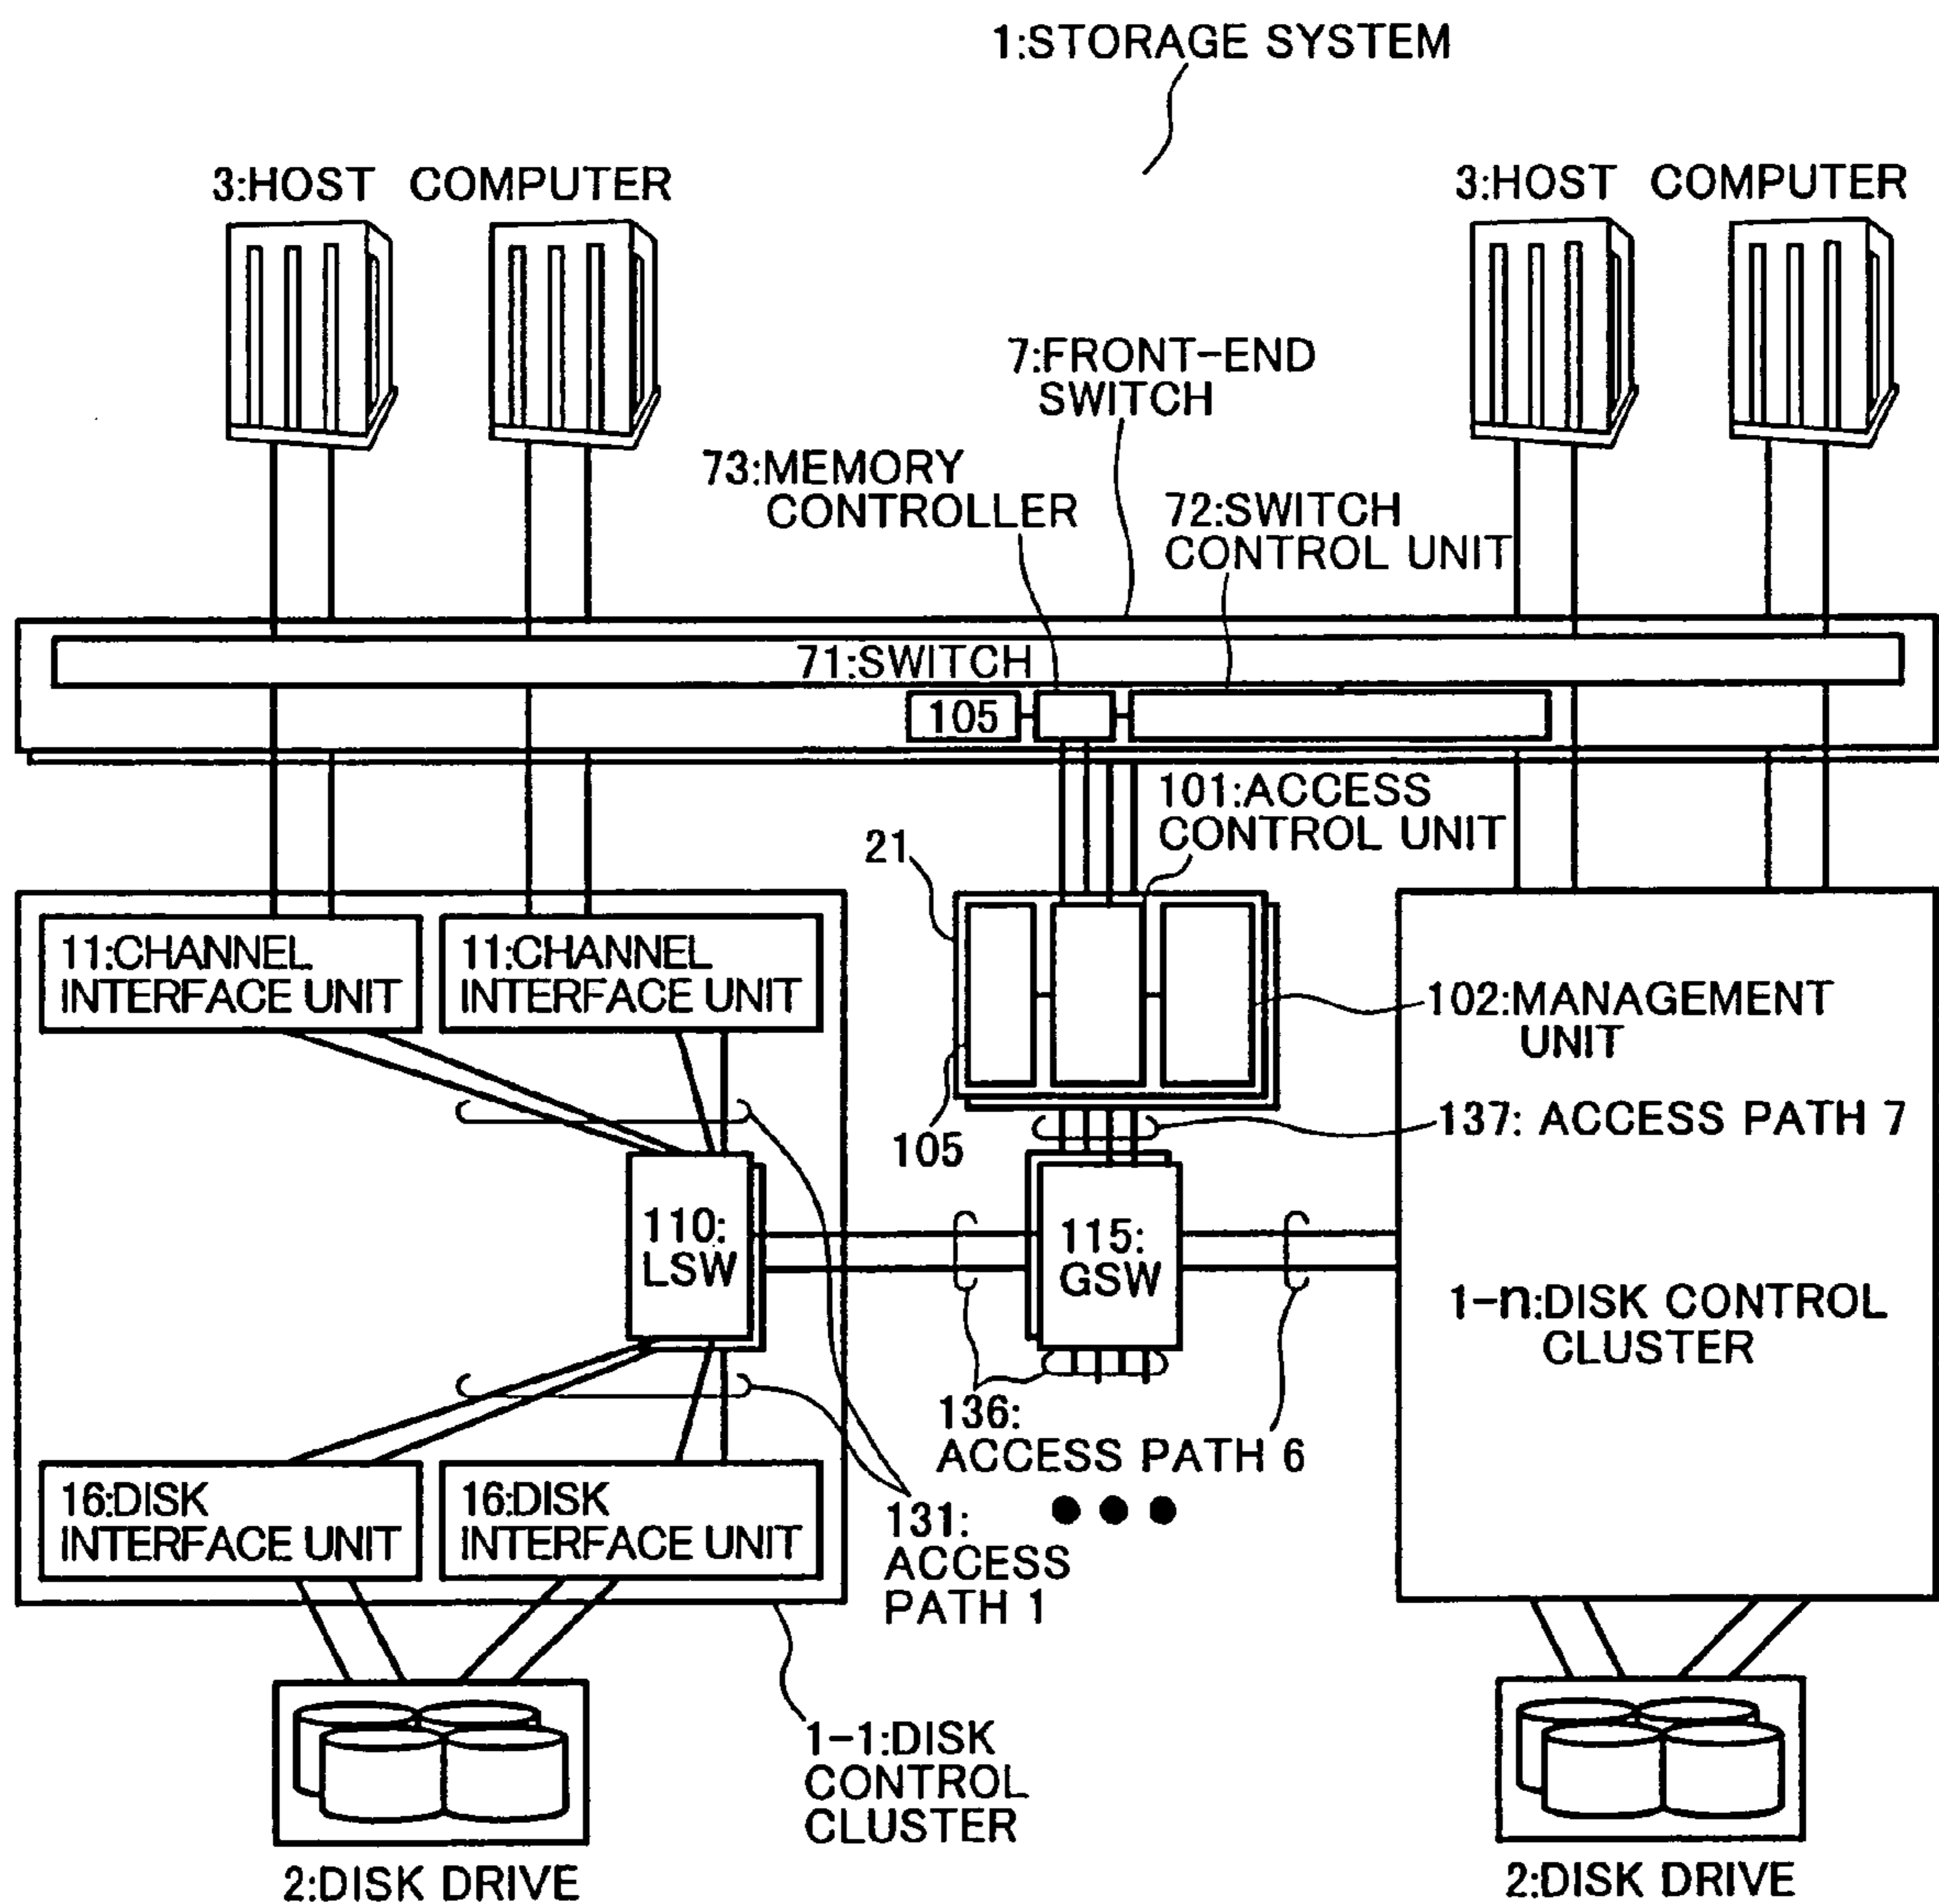 1:STORAGE SYSTEM
3:HOST COMPUTER
3:HOST COMPUTER
7:FRONT-END
SWITCH
73:MEMORY
CONTROLLER
72:SWITCH
CONTROL UNIT
71:SWITCH
105
101:ACCESS
CONTROL UNIT
21
11:CHANNEL
INTERFACE UNIT
11:CHANNEL
INTERFACE UNIT
102:MANAGEMENT
UNIT
105
137: ACCESS PATH 7
110:
LSW
115:
GSW
1-n:DISK CONTROL
CLUSTER
136:
ACCESS PATH 6
16:DISK
INTERFACE UNIT
16:DISK
INTERFACE UNIT
131:
ACCESS
PATH 1
● ● ●
1-1:DISK
CONTROL
CLUSTER
2:DISK DRIVE
2:DISK DRIVE